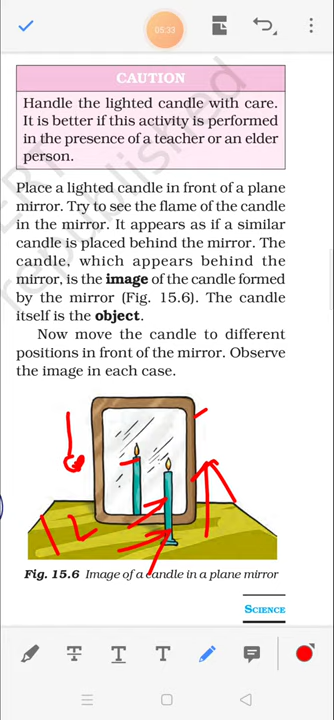 05:33
CAUTION
Handle the lighted candle with care.
It is better if this activity is performed
in the presence of a teacher or an elder
person.
Place a lighted candle in front of a plane
mirror. Try to see the flame of the candle
in the mirror. It appears as if a similar
candle is placed behind the mirror. The
candle, which appears behind the
mirror, is the image of the candle formed
by the mirror (Fig. 15.6). The candle
itself is the object.
Now move the candle to different
positions in front of the mirror. Observe
the image in each case.
12
Fig. 15.6 Image of a candle in a plane mirror
SCIENCE
T T T